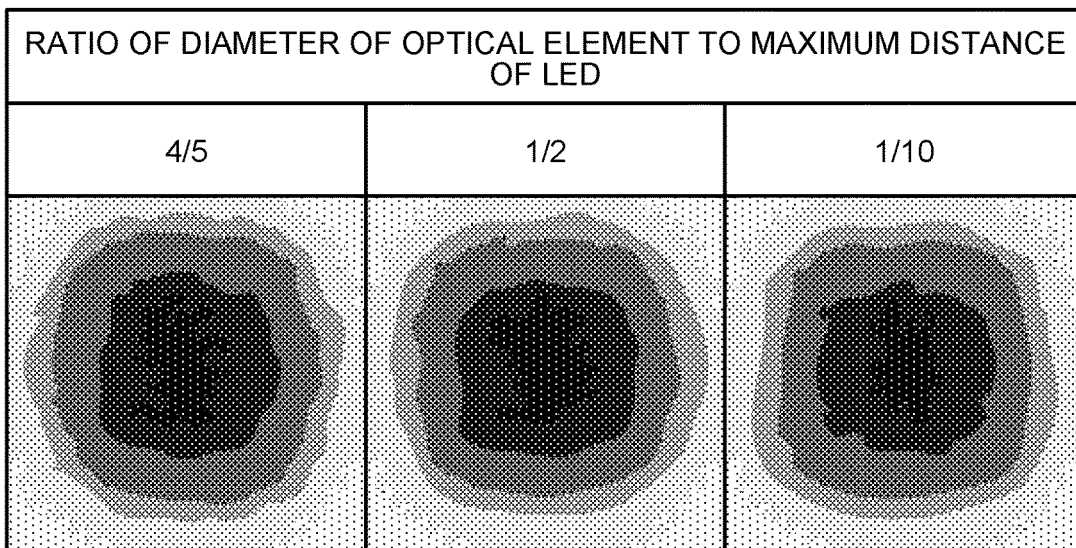 RATIO OF DIAMETER OF OPTICAL ELEMENT TO MAXIMUM DISTANCE
OF LED
4/5
1/2
1/10